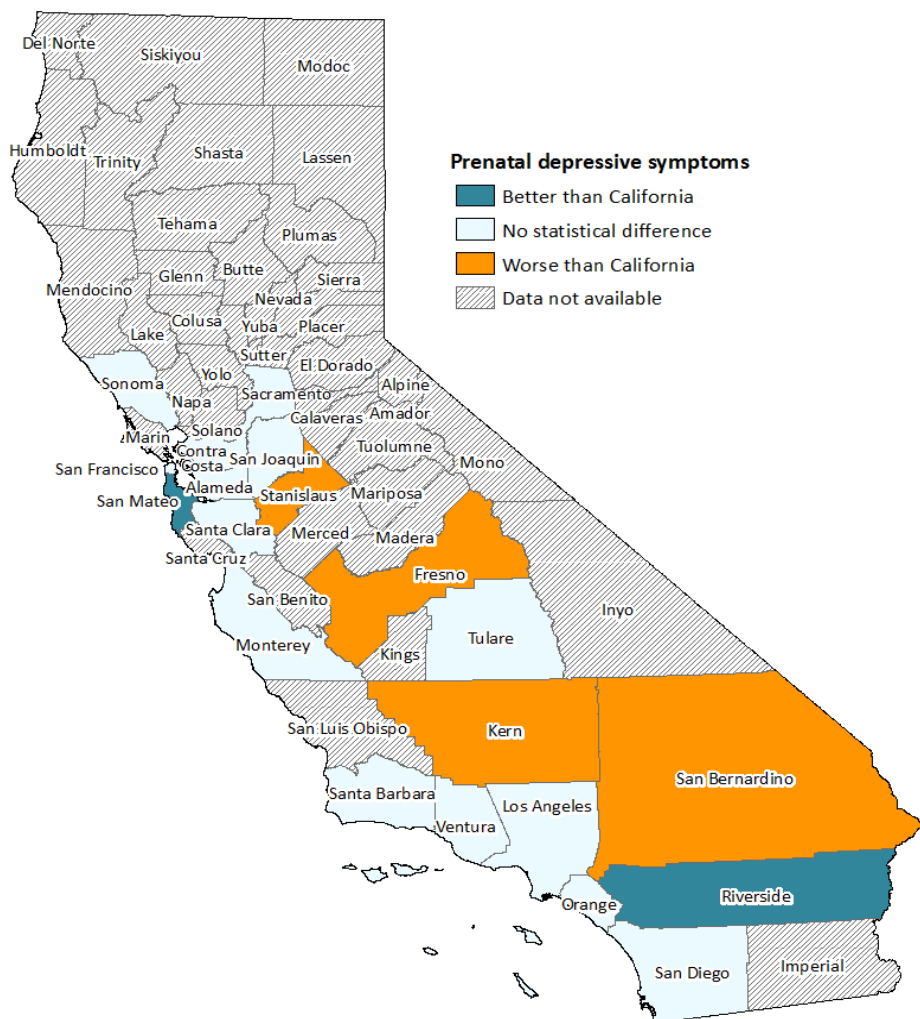 Del Norte
Siskiyou
Modoc
Humboldt
Trinity
Shasta
Lassen
Prenatal depressive symptoms
Better than California
No statistical difference
Worse than California
Data not available
Tehama
Plumas
Mendocino
Glenn
Butte
Sierra
Nevada
Lake
Colusa
Yuba
Placer
Sutter
El Dorado
Sonoma
Yolo
Sacramento
Alpine
Napa
Calaveras
Amador
Solano
Marin
Tuolumne
Contra
Costa
San Joaquin
Mono
San Francisco
Alameda
Stanislaus
Mariposa
San Mateo
Santa Clara
Merced
Madera
Santa Cruz
Fresno
San Benito
Inyo
Monterey
Kings
Tulare
San Luis Obispo
Kern
San Bernardino
Santa Barbara
Los Angeles
Ventura
Orange
Riverside
San Diego
Imperial